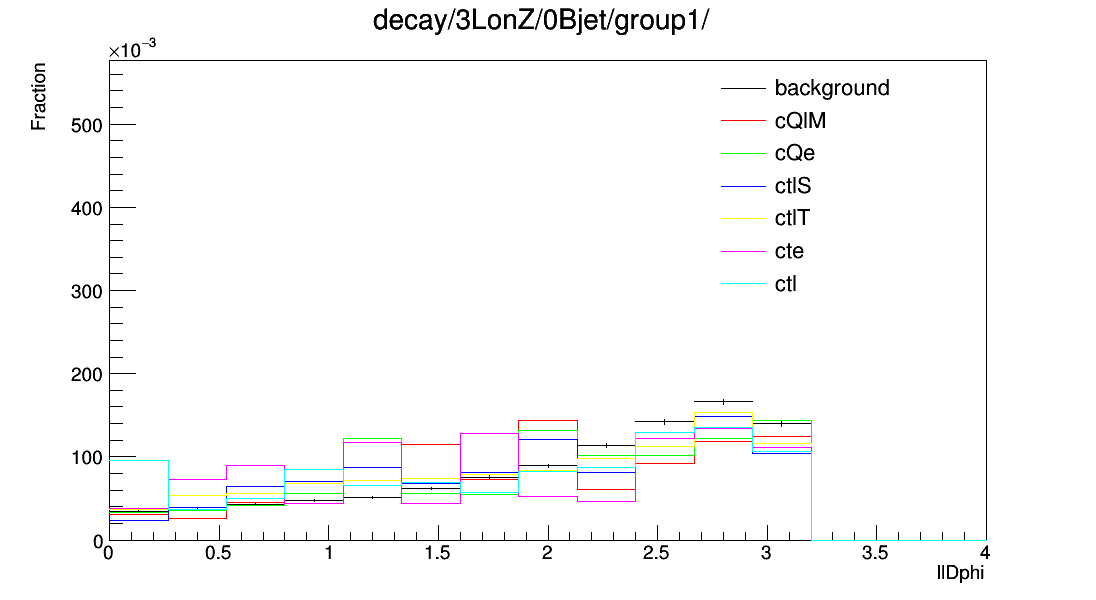 decay/3LonZ/0Bjet/group1/
×10⁻³
Fraction
500
400
300
200
100
0
background
cQlM
cQe
ctlS
ctlT
cte
ctl
0 0.5 1 1.5 2 2.5 3 3.5 4
llDphi